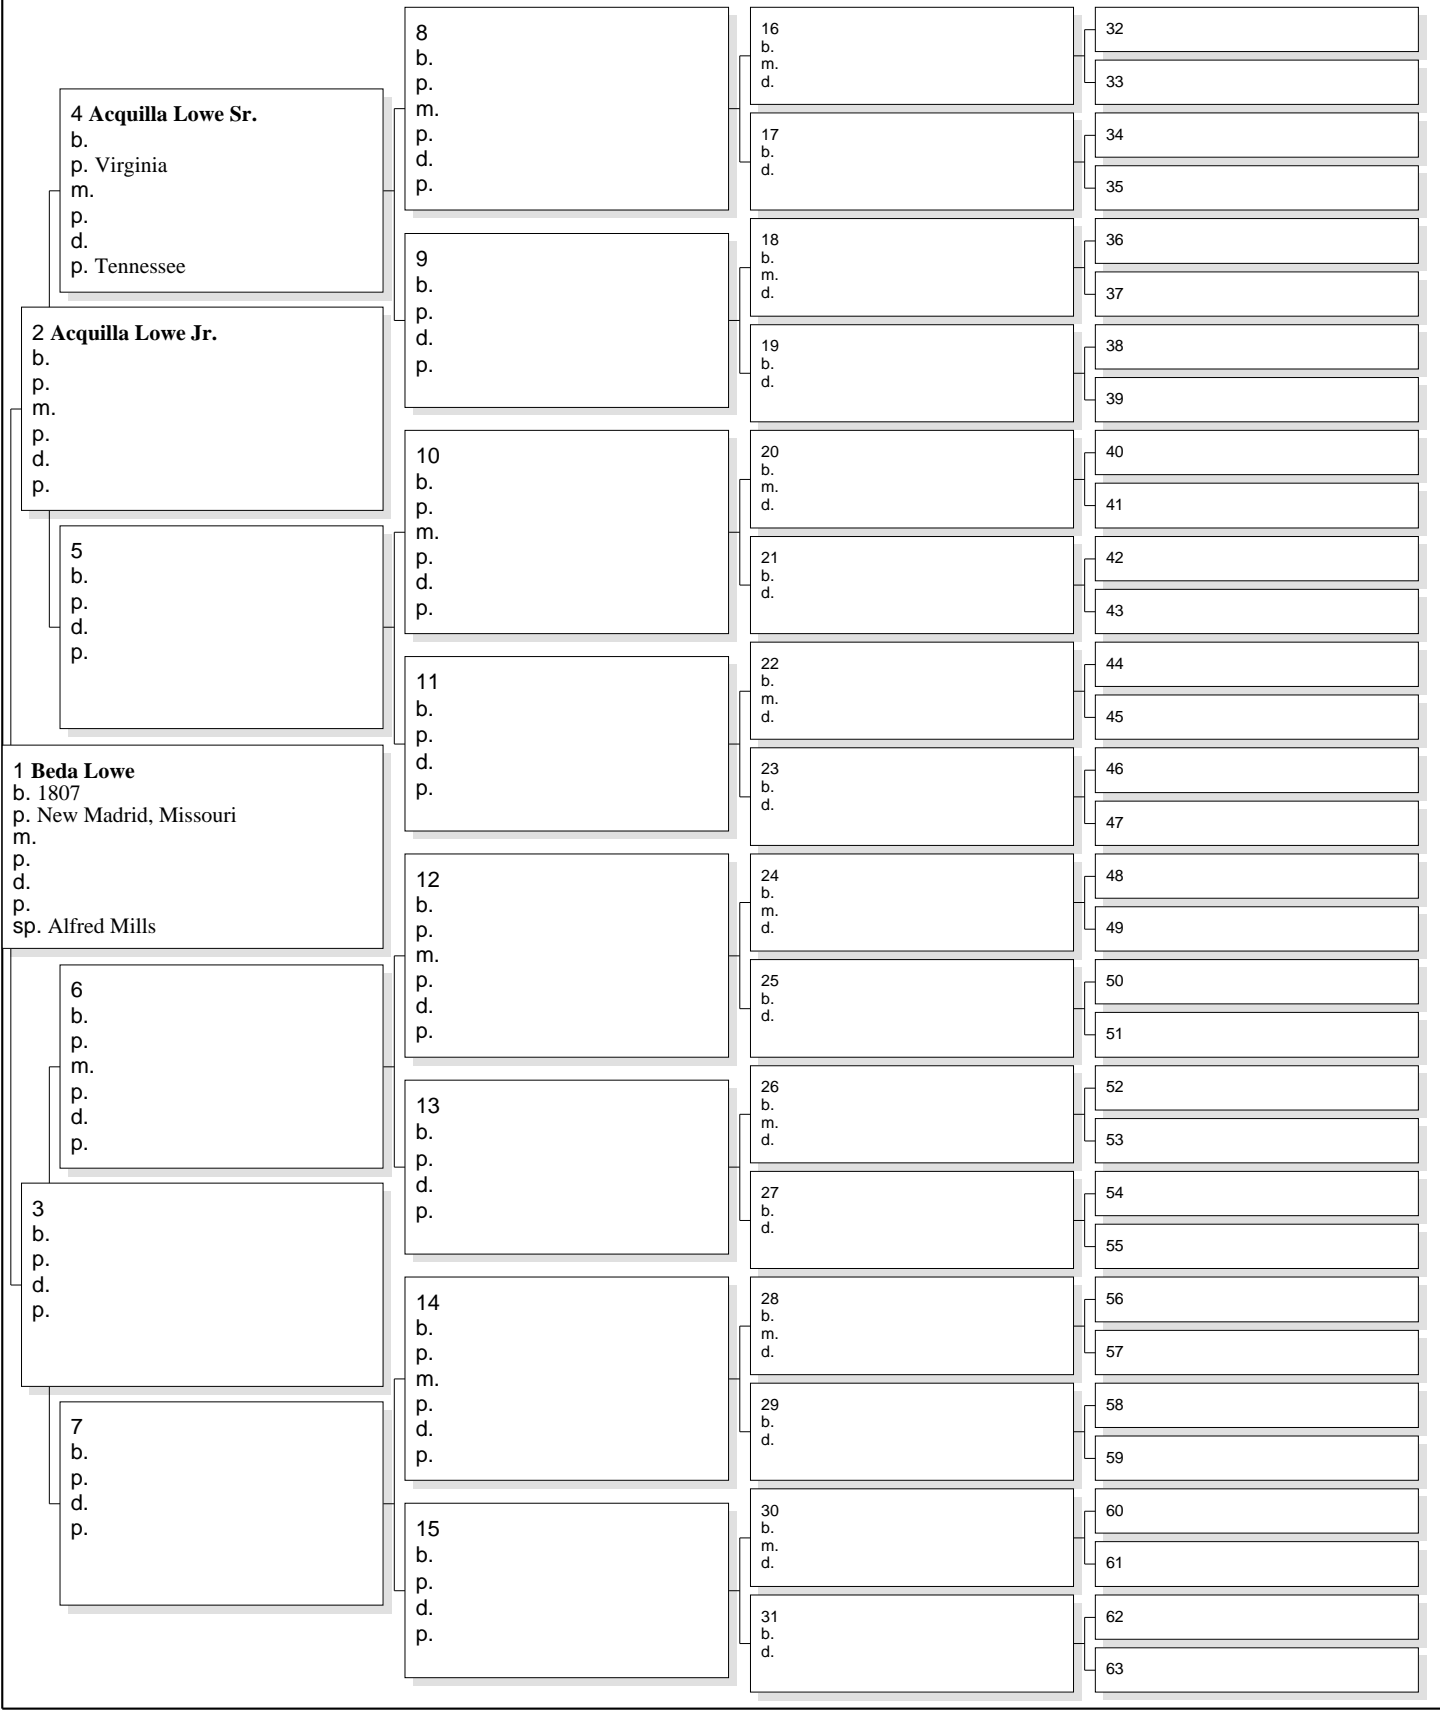 4 Acquilla Lowe Sr.
b.
p. Virginia
m.
p.
d.
p. Tennessee
2 Acquilla Lowe Jr.
b.
p.
m.
p.
d.
p.
5
b.
p.
d.
p.
1 Beda Lowe
b. 1807
p. New Madrid, Missouri
m.
p.
d.
p.
sp. Alfred Mills
6
b.
p.
m.
p.
d.
p.
3
b.
p.
d.
p.
7
b.
p.
d.
p.
8
b.
p.
m.
p.
d.
p.
9
b.
p.
d.
p.
10
b.
p.
m.
p.
d.
p.
11
b.
p.
d.
p.
12
b.
p.
m.
p.
d.
p.
13
b.
p.
d.
p.
14
b.
p.
m.
p.
d.
p.
15
b.
p.
d.
p.
16
b.
m.
d.
17
b.
d.
18
b.
m.
d.
19
b.
d.
20
b.
m.
d.
21
b.
d.
22
b.
m.
d.
23
b.
d.
24
b.
m.
d.
25
b.
d.
26
b.
m.
d.
27
b.
d.
28
b.
m.
d.
29
b.
d.
30
b.
m.
d.
31
b.
d.
32
33
34
35
36
37
38
39
40
41
42
43
44
45
46
47
48
49
50
51
52
53
54
55
56
57
58
59
60
61
62
63